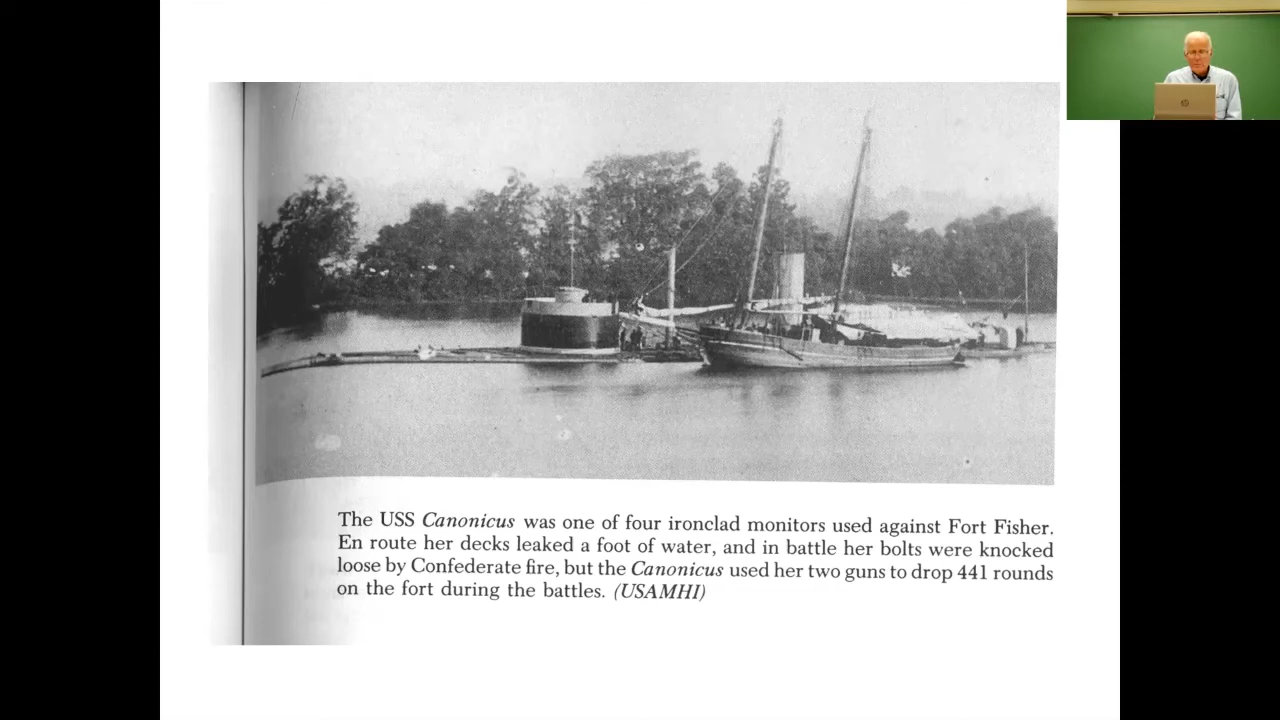 The USS Canonicus was one of four ironclad monitors used against Fort Fisher.
En route her decks leaked a foot of water, and in battle her bolts were knocked
loose by Confederate fire, but the Canonicus used her two guns to drop 441 rounds
on the fort during the battles. (USAMHI)